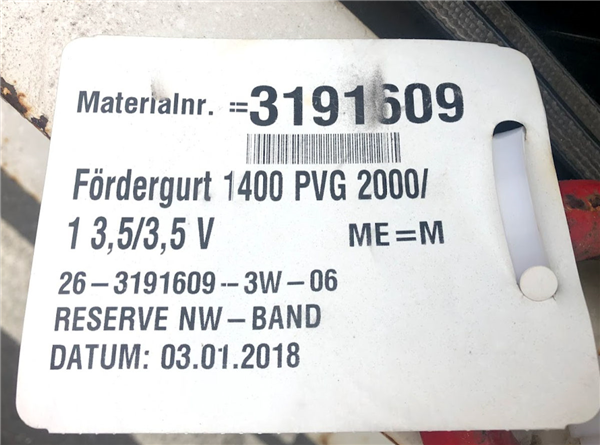 Materialnr. =3191609
Fördergurt 1400 PVG 2000/
1 3,5/3,5 V ME=M
26-3191609--3W-06
RESERVE NW-BAND
DATUM: 03.01.2018